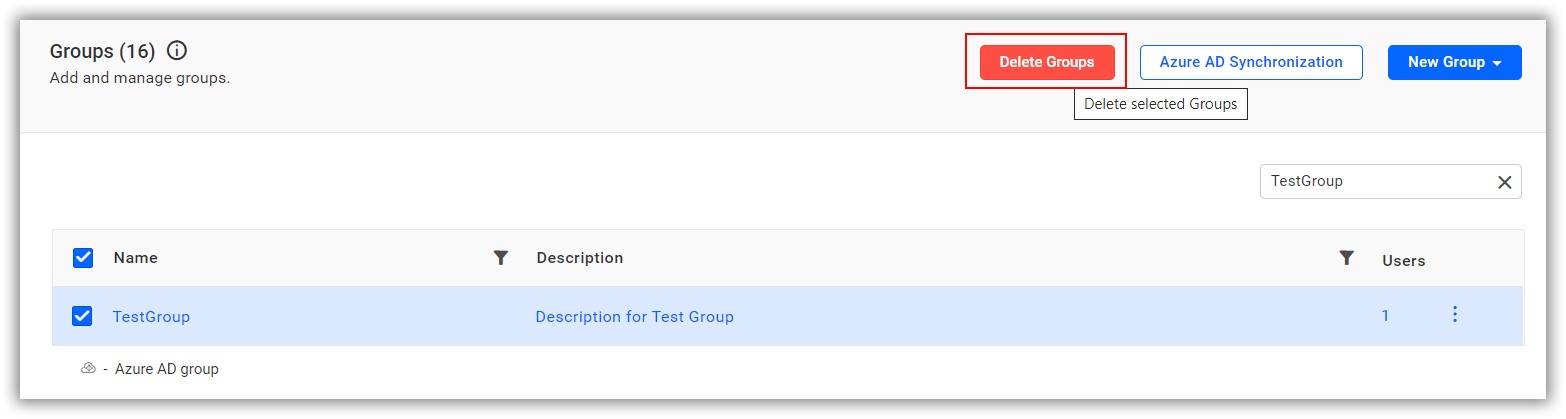 Groups (16)
Add and manage groups.
Delete Groups
Azure AD Synchronization
New Group
Delete selected Groups
TestGroup
Name
Description
Users
TestGroup
Description for Test Group
1
- Azure AD group